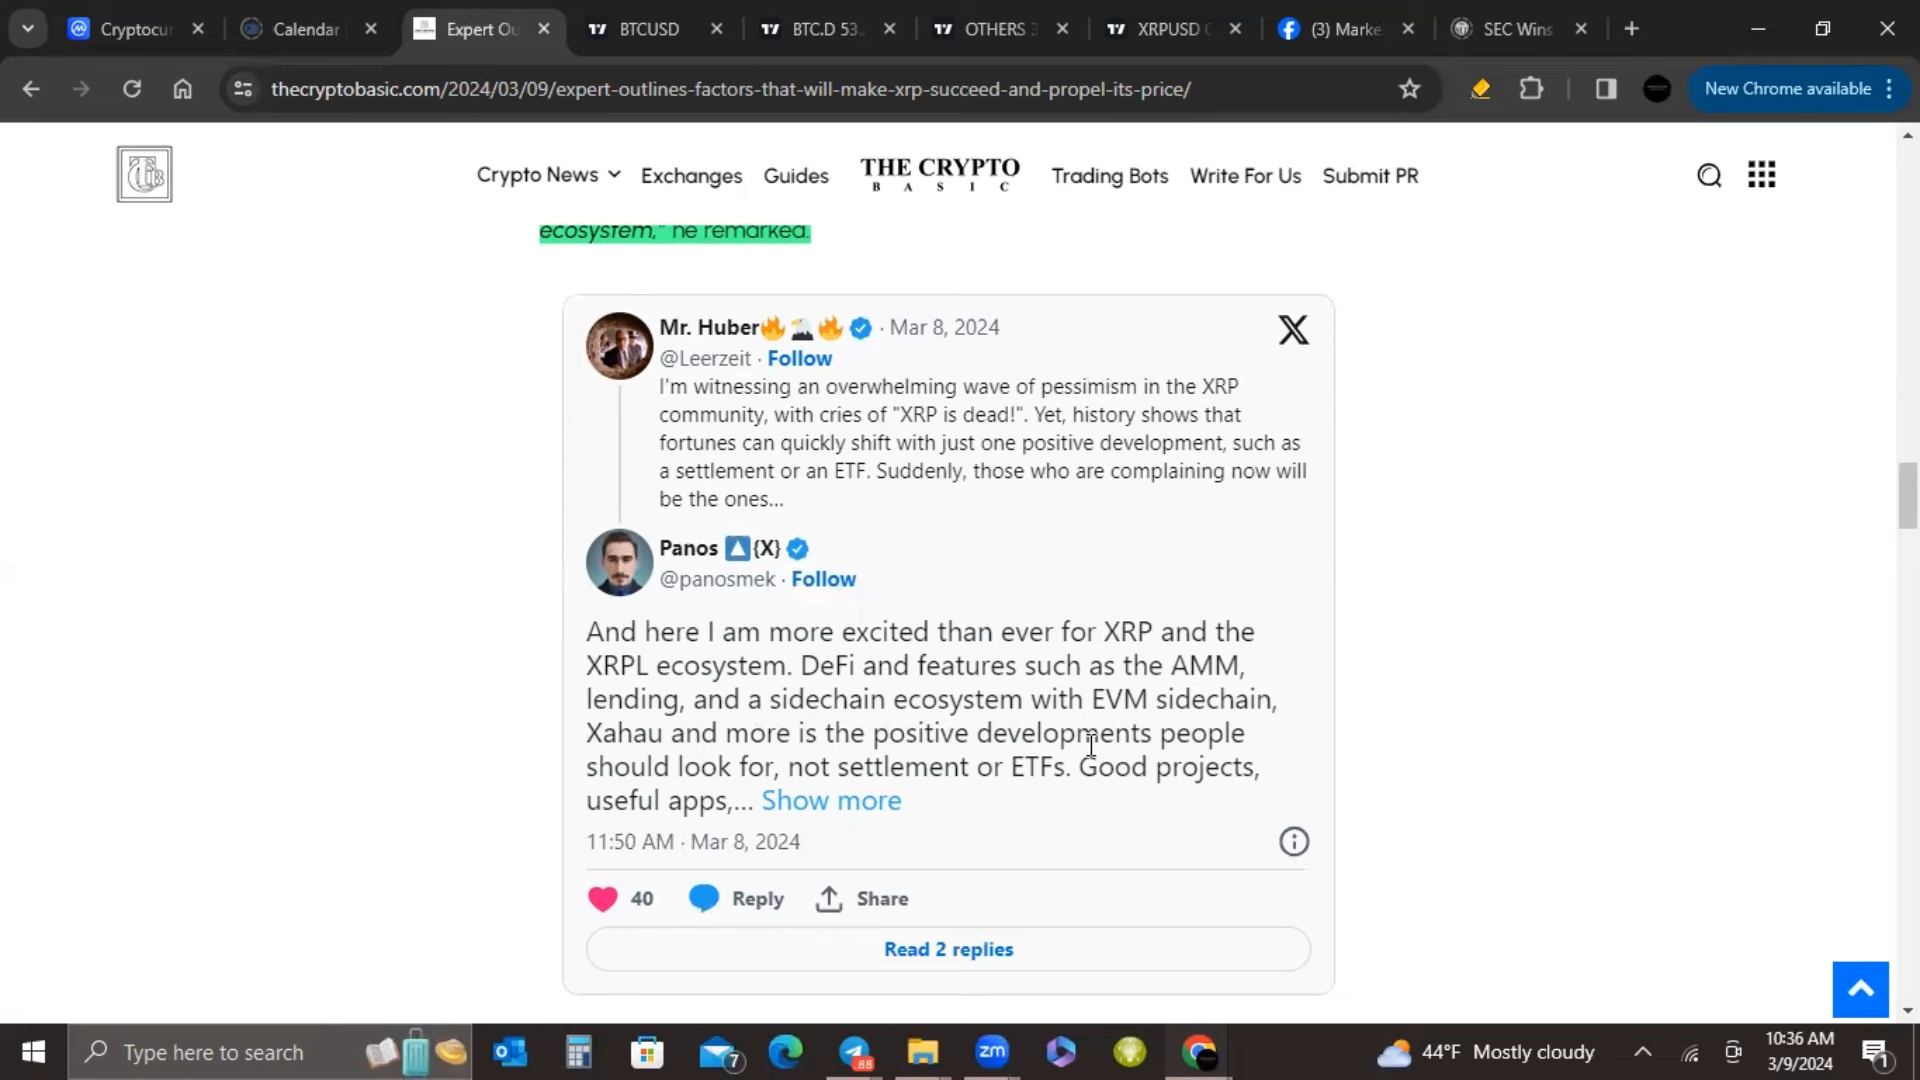 Cryptocur
Calendar
Expert Ou
BTCUSD
BTC.D 53.
OTHERS 3
XRPUSD
(3) Marke
SEC Wins
thecryptobasic.com/2024/03/09/expert-outlines-factors-that-will-make-xrp-succeed-and-propel-its-price/
New Chrome available
Crypto News
Exchanges
Guides
THE CRYPTO
BASIC
Trading Bots
Write For Us
Submit PR
ecosystem," he remarked.
Mr. Huber🔥🦅🔥 · Mar 8, 2024
@Leerzeit · Follow
I'm witnessing an overwhelming wave of pessimism in the XRP
community, with cries of "XRP is dead!". Yet, history shows that
fortunes can quickly shift with just one positive development, such as
a settlement or an ETF. Suddenly, those who are complaining now will
be the ones...
Panos 🔼{X}
@panosmek · Follow
And here I am more excited than ever for XRP and the
XRPL ecosystem. DeFi and features such as the AMM,
lending, and a sidechain ecosystem with EVM sidechain,
Xahau and more is the positive developments people
should look for, not settlement or ETFs. Good projects,
useful apps,... Show more
11:50 AM · Mar 8, 2024
40
Reply
Share
Read 2 replies
Type here to search
7
88
zm
44°F Mostly cloudy
10:36 AM
3/9/2024
1